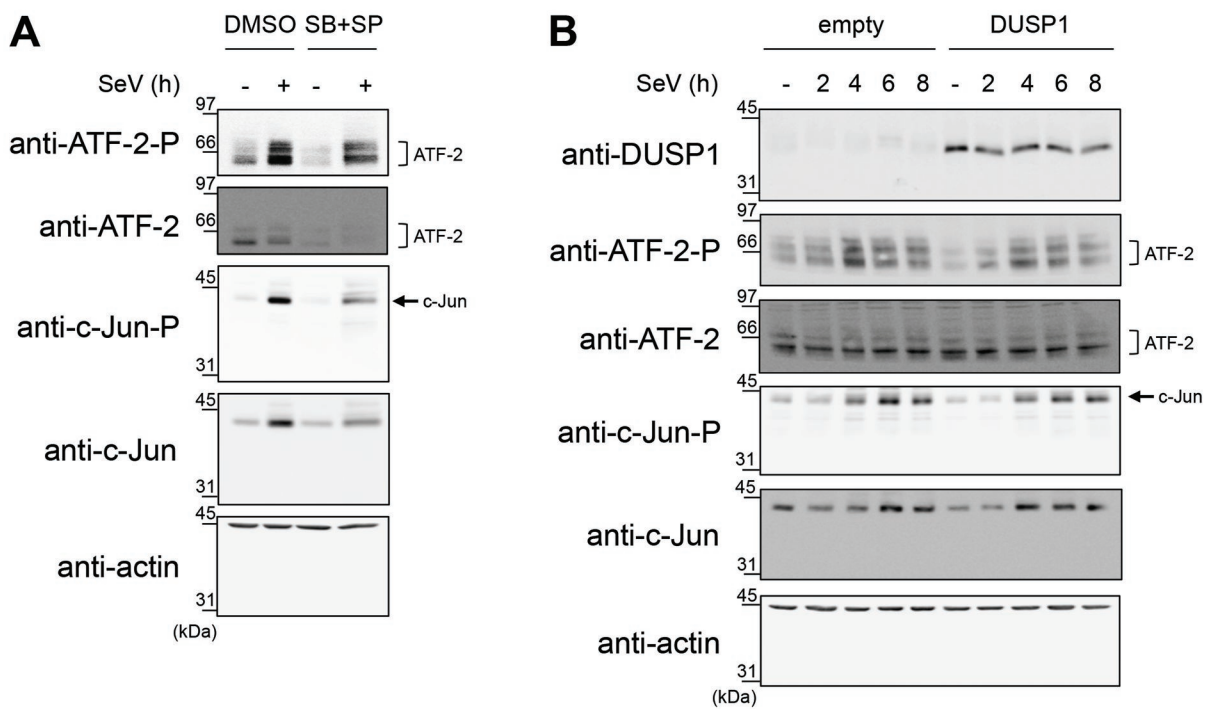 A
DMSO SB+SP
SeV (h) - + - +
97
anti-ATF-2-P 66 ATF-2
97
anti-ATF-2 66 ATF-2
45
c-Jun
anti-c-Jun-P
31
45
anti-c-Jun
31
45
anti-actin
31
(kDa)
B
empty DUSP1
SeV (h) - 2 4 6 8 - 2 4 6 8
45
anti-DUSP1
31
97
anti-ATF-2-P 66 ATF-2
97
anti-ATF-2 66 ATF-2
45
c-Jun
anti-c-Jun-P
31
45
anti-c-Jun
31
45
anti-actin
31
(kDa)